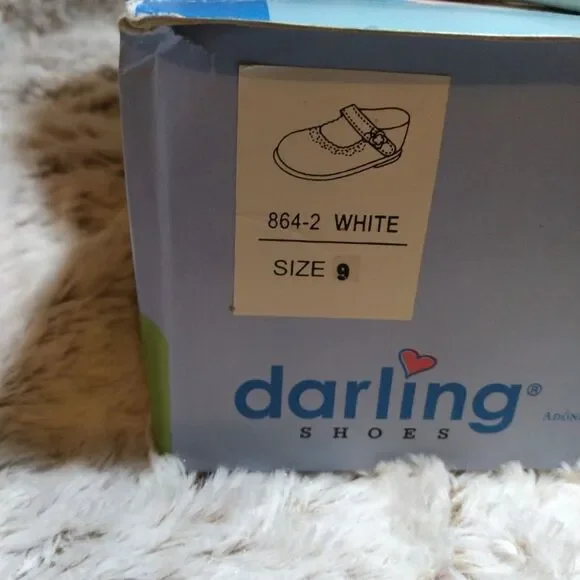 864-2 WHITE
SIZE 9
darling®
SHOES